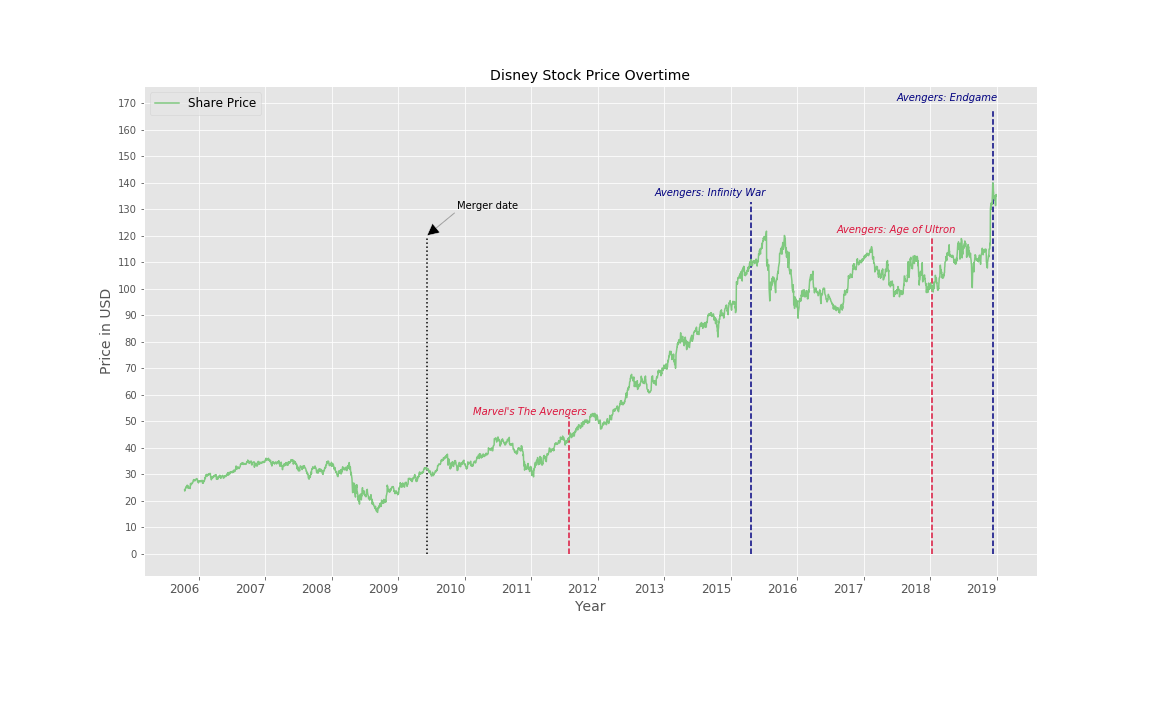 Disney Stock Price Overtime
Share Price
Avengers: Endgame
Avengers: Infinity War
Merger date
Avengers: Age of Ultron
Marvel's The Avengers
Price in USD
170
160
150
140
130
120
110
100
90
80
70
60
50
40
30
20
10
0
2006 2007 2008 2009 2010 2011 2012 2013 2015 2016 2017 2018 2019
Year